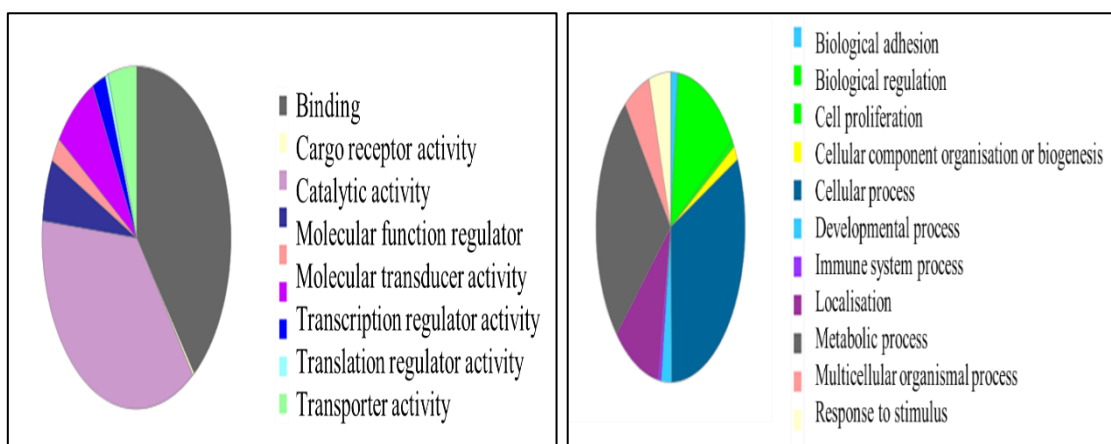 Binding
Cargo receptor activity
Catalytic activity
Molecular function regulator
Molecular transducer activity
Transcription regulator activity
Translation regulator activity
Transporter activity
Biological adhesion
Biological regulation
Cell proliferation
Cellular component organisation or biogenesis
Cellular process
Developmental process
Immune system process
Localisation
Metabolic process
Multicellular organismal process
Response to stimulus